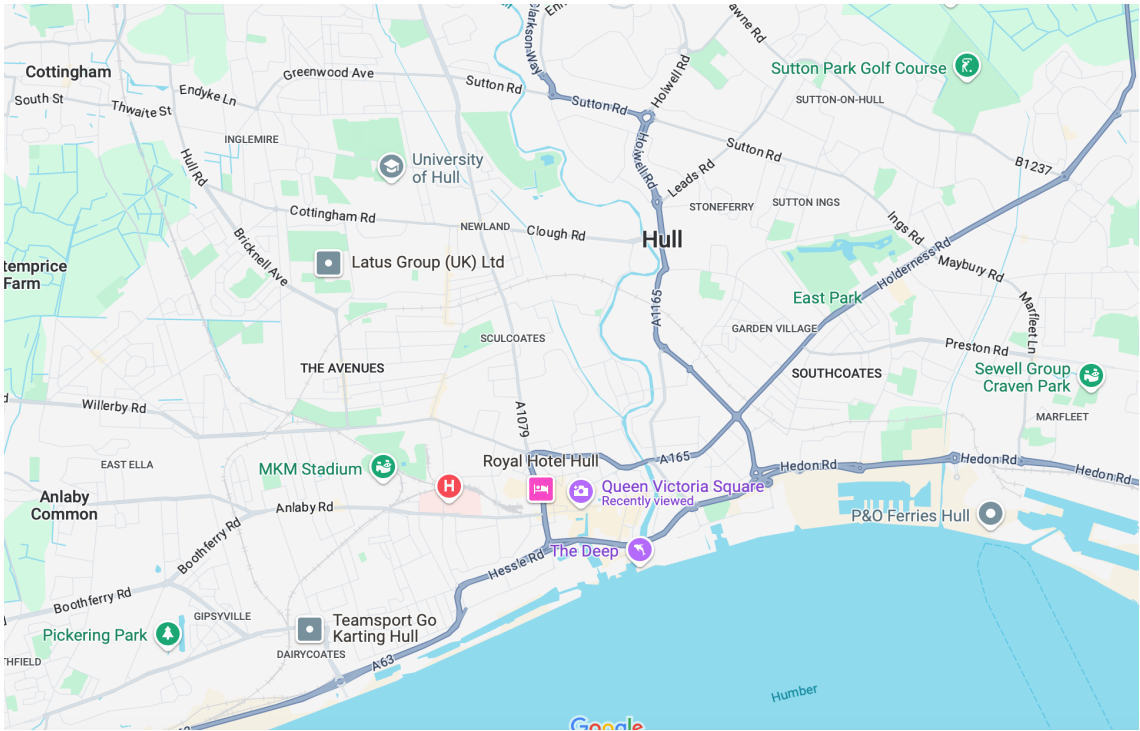 Clarkson Way
Cottingham
South St
Thwaite St
Endyke Ln
Greenwood Ave
Sutton Rd
Sutton Rd
Holwell Rd
Sutton Park Golf Course
SUTTON-ON-HULL
INGLEMIRE
University
of Hull
Hull Rd
Holwell Rd
Sutton Rd
Leads Rd
B1237
STONEFERRY
SUTTON INGS
Cottingham Rd
NEWLAND
Clough Rd
Hull
Ings Rd
Bricknell Ave
Latus Group (UK) Ltd
Holderness Rd
Maybury Rd
Farm
East Park
A1165
Marfleet Ln
SCULCOATES
GARDEN VILLAGE
Preston Rd
THE AVENUES
SOUTHCOATES
Sewell Group
Craven Park
Willerby Rd
A1079
MARFLEET
EAST ELLA
MKM Stadium
H
Royal Hotel Hull
A165
Hedon Rd
Hedon Rd
Hedon Rd
Queen Victoria Square
Recently viewed
Anlaby
Common
Anlaby Rd
P&O Ferries Hull
Boothferry Rd
Hessle Rd
The Deep
Boothferry Rd
GIPSYVILLE
Teamsport Go
Karting Hull
Pickering Park
DAIRYCOATES
A63
Humber
Google